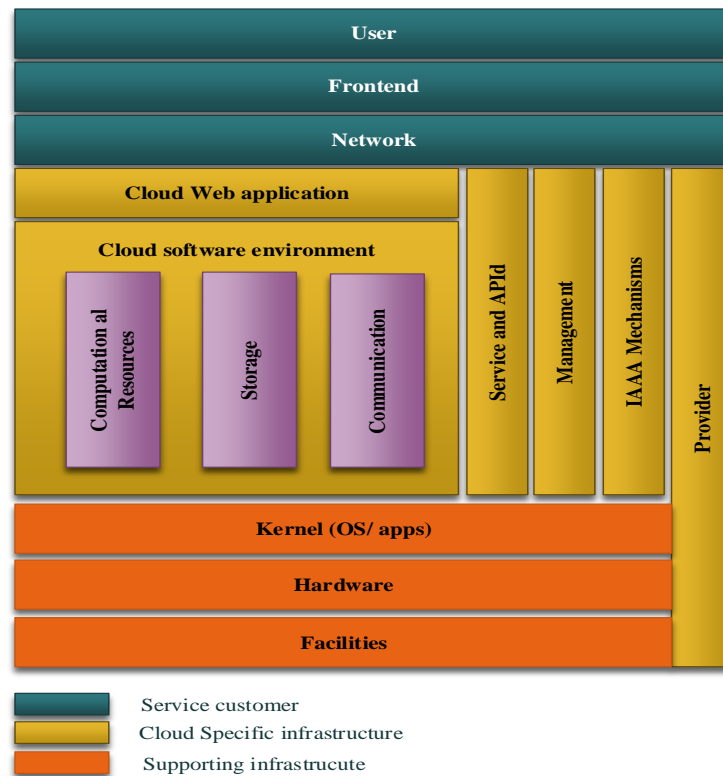 User
Frontend
Network
Cloud Web application
Cloud software environment
Computation al
Resources
Storage
Communication
Service and APId
Management
IAAA Mechanisms
Provider
Kernel (OS/ apps)
Hardware
Facilities
Service customer
Cloud Specific infrastructure
Supporting infrastrucute